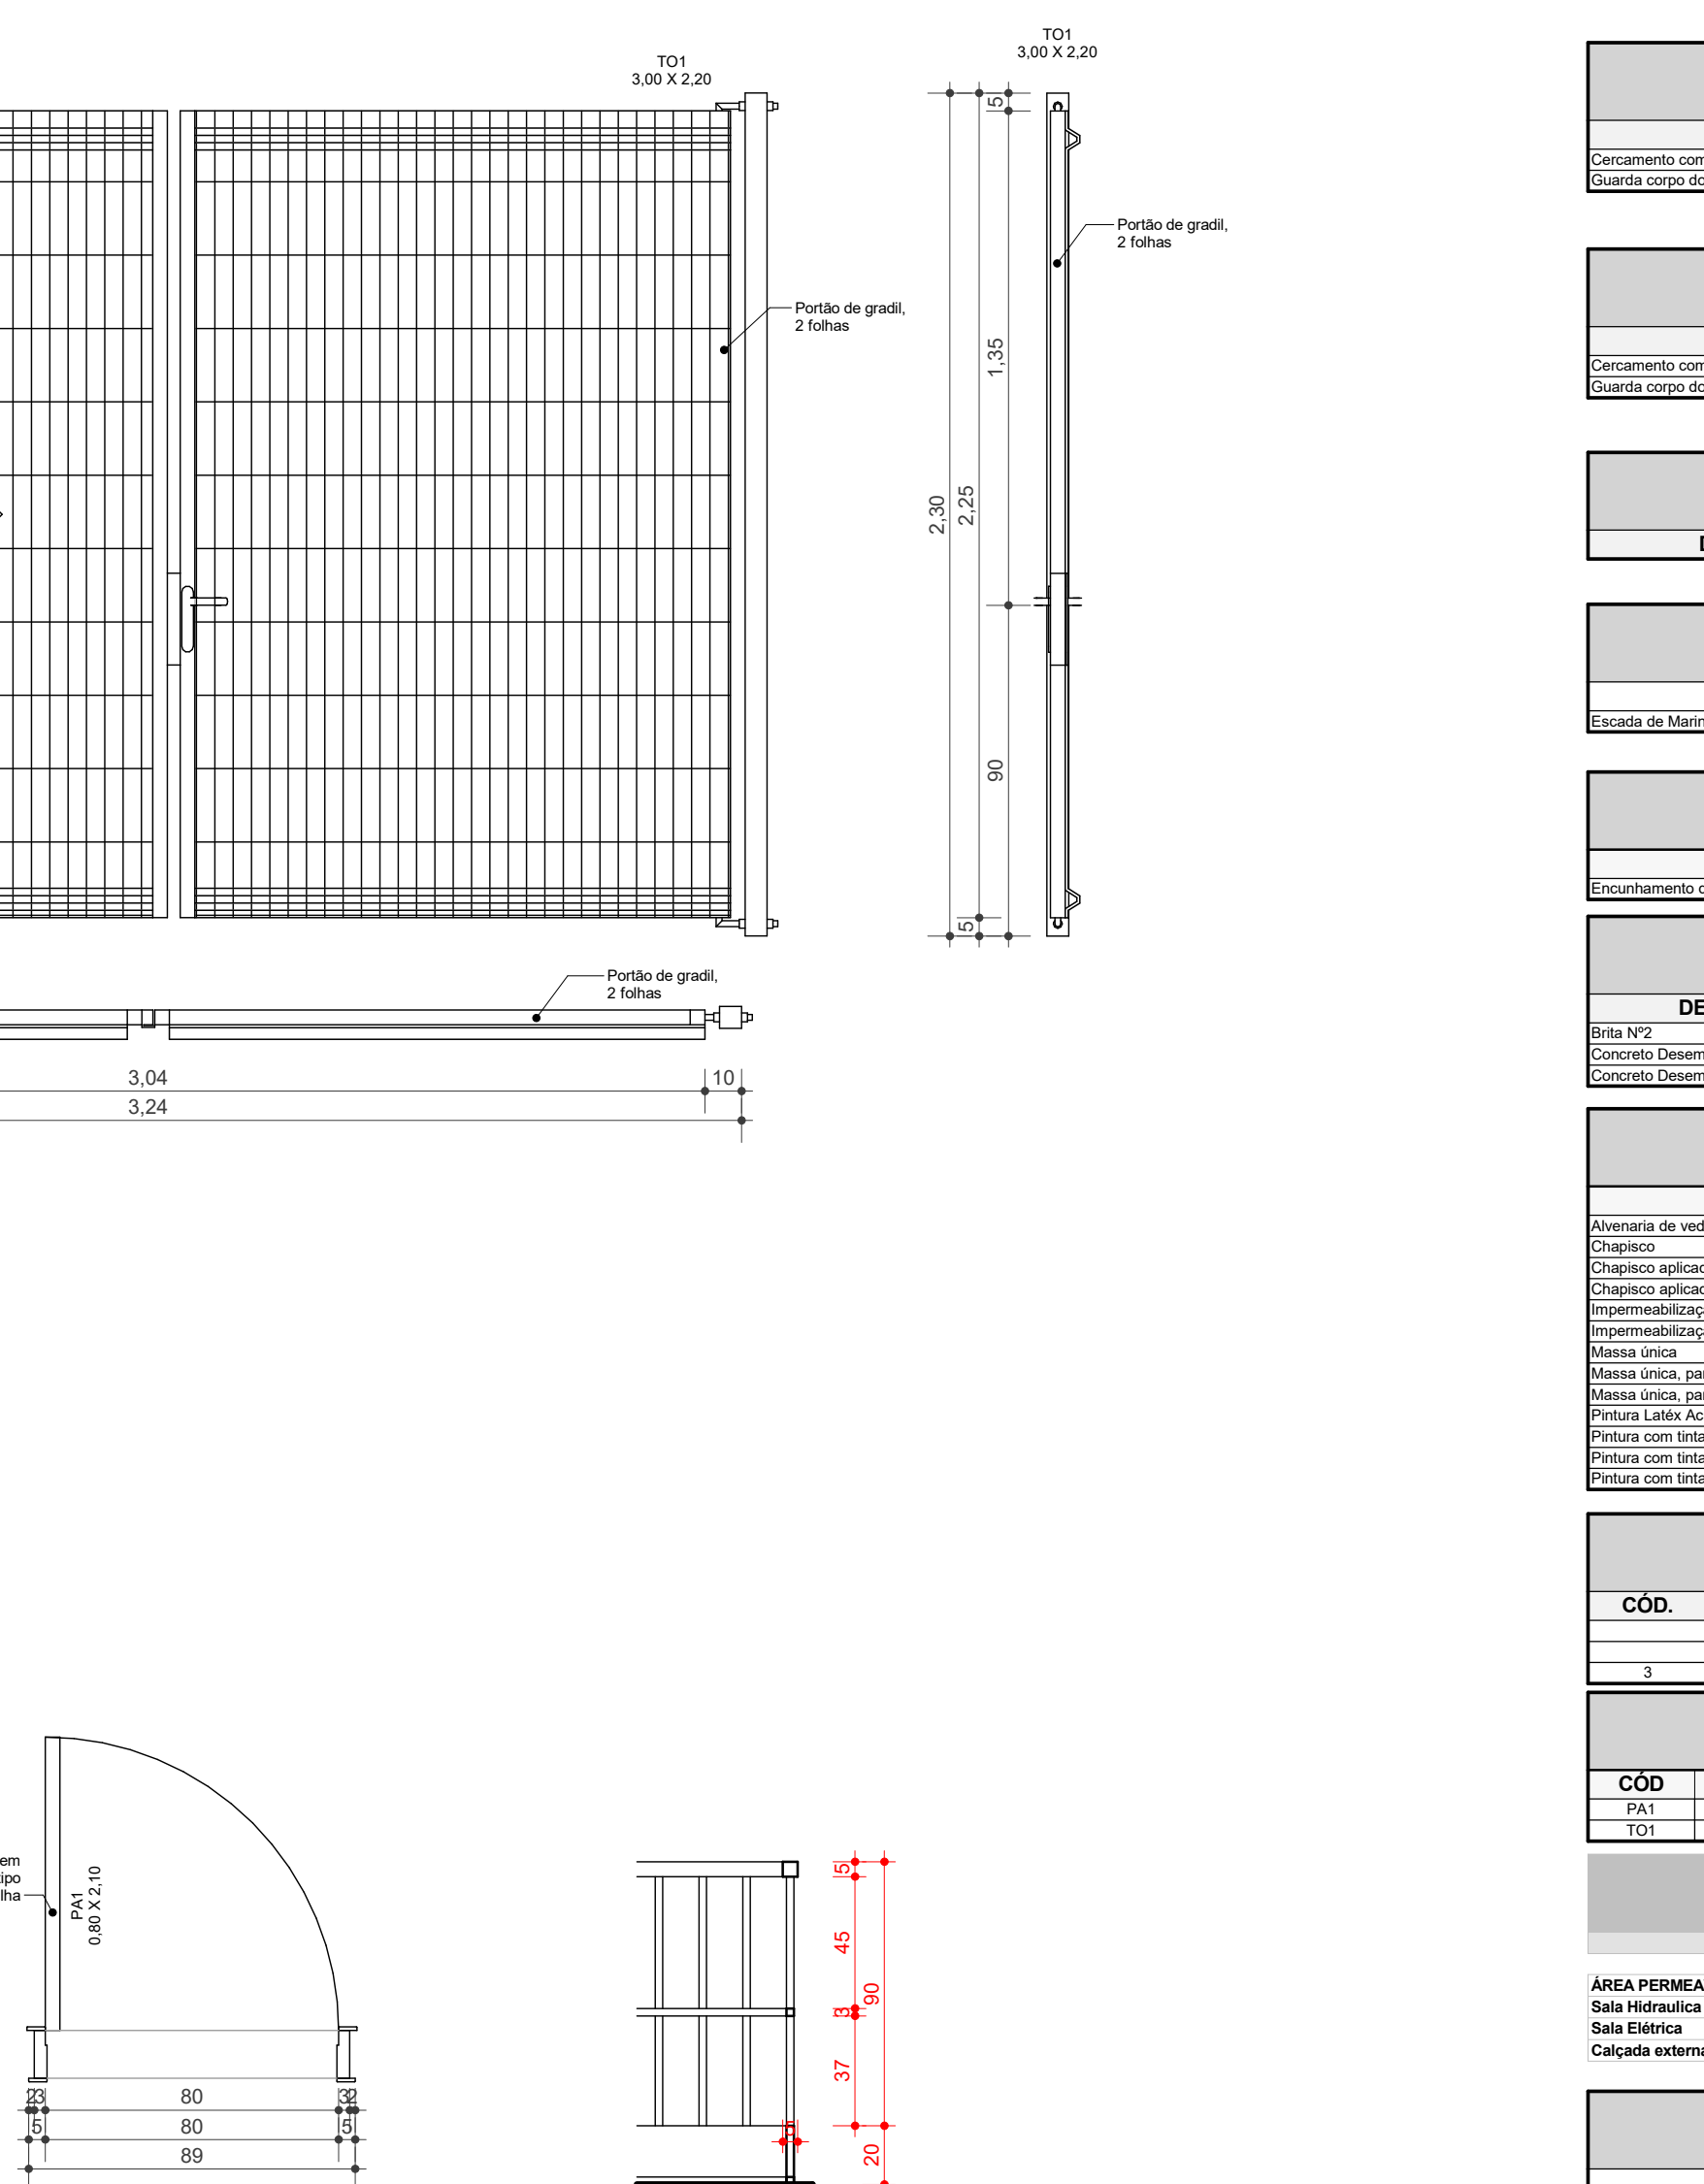 TO1
3,00 X 2,20
TO1
3,00 X 2,20
Portão de gradil,
2 folhas
Portão de gradil,
2 folhas
5
1,35
2,30
2,25
90
5
Portão de gradil,
2 folhas
3,04
10
3,24
PA1
0,80 X 2,10
80
5
80
5
89
5
45
3
90
37
5
20
Cercamento com
Guarda corpo do
Cercamento com
Guarda corpo do
Escada de Marin
Encunhamento
DE
Brita Nº2
Concreto Desem
Concreto Desem
Alvenaria de ved
Chapisco
Chapisco aplicad
Chapisco aplicad
Impermeabilizaç
Impermeabilizaç
Massa única
Massa única, par
Massa única, par
Pintura Latéx Ac
Pintura com tinta
Pintura com tinta
Pintura com tinta
CÓD.
3
CÓD
PA1
TO1
ÁREA PERMEA
Sala Hidraulica
Sala Elétrica
Calçada externa